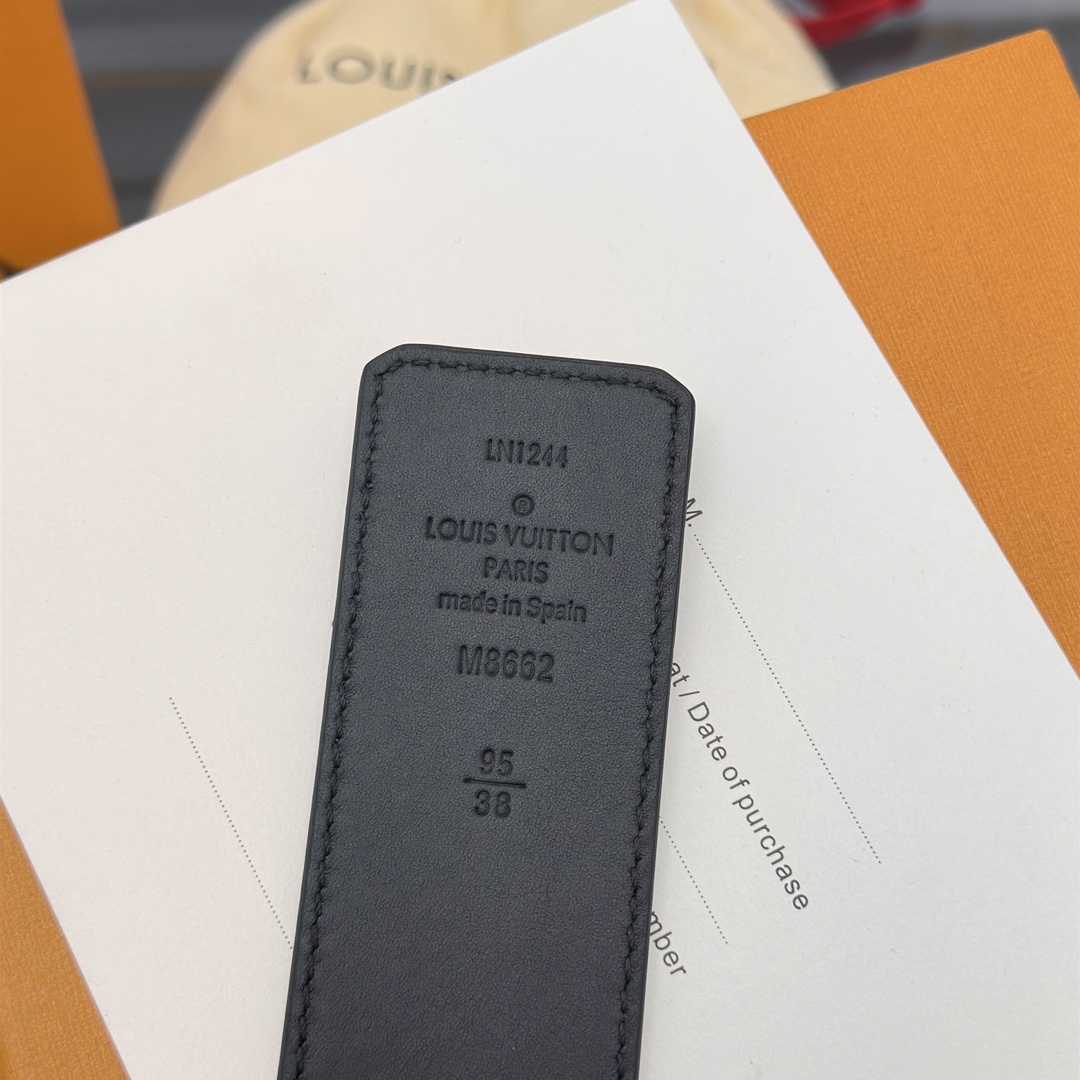 LOUI
LN1244
®
LOUIS VUITTON
PARIS
made in Spain
M8662
95
38
M.
at / Date of purchase
mber